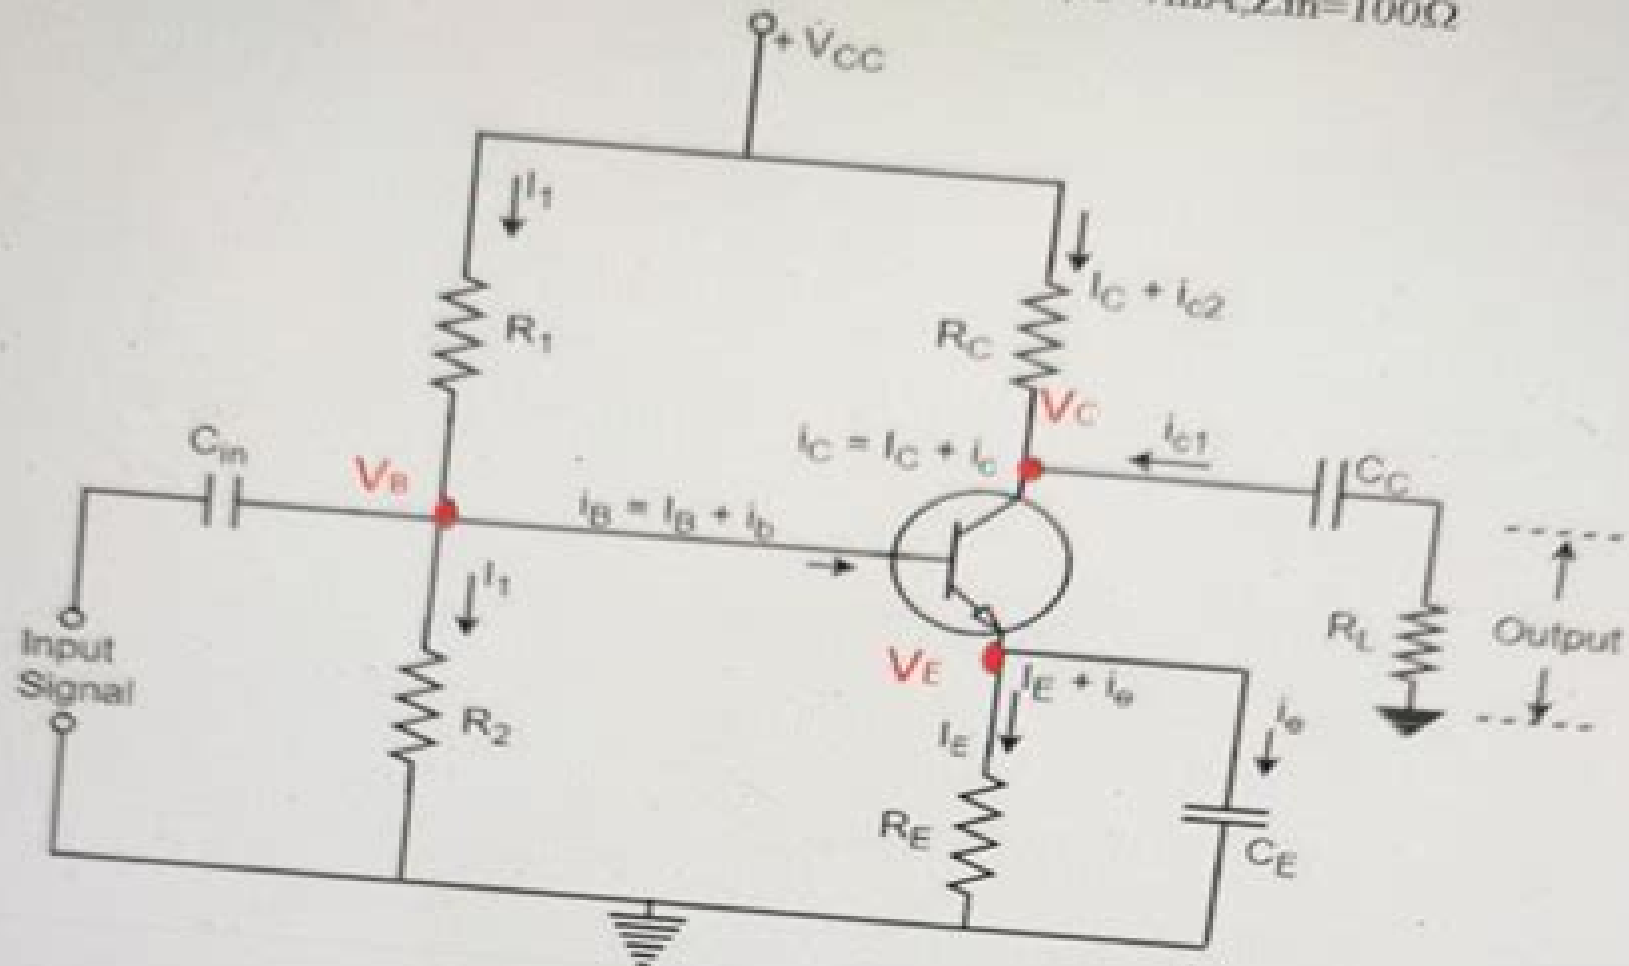 =100Ω
+ VCC
I1
R1
RC
IC + ic2
VC
Cin
VB
iC = IC + ic
ic1
CC
iB = IB + ib
I1
Input
Signal
R2
VE
IE + ie
IE
RE
ie
CE
RL
Output